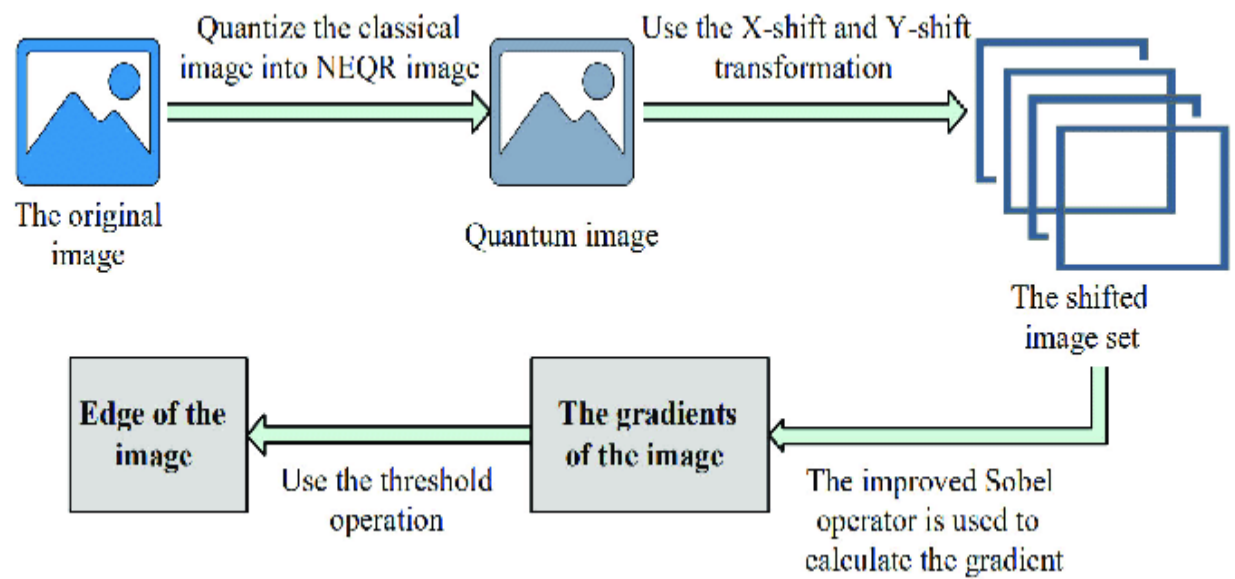 Quantize the classical
image into NEQR image
Use the X-shift and Y-shift
transformation
The original
image
Quantum image
The shifted
image set
The improved Sobel
operator is used to
calculate the gradient
The gradients
of the image
Use the threshold
operation
Edge of the
image